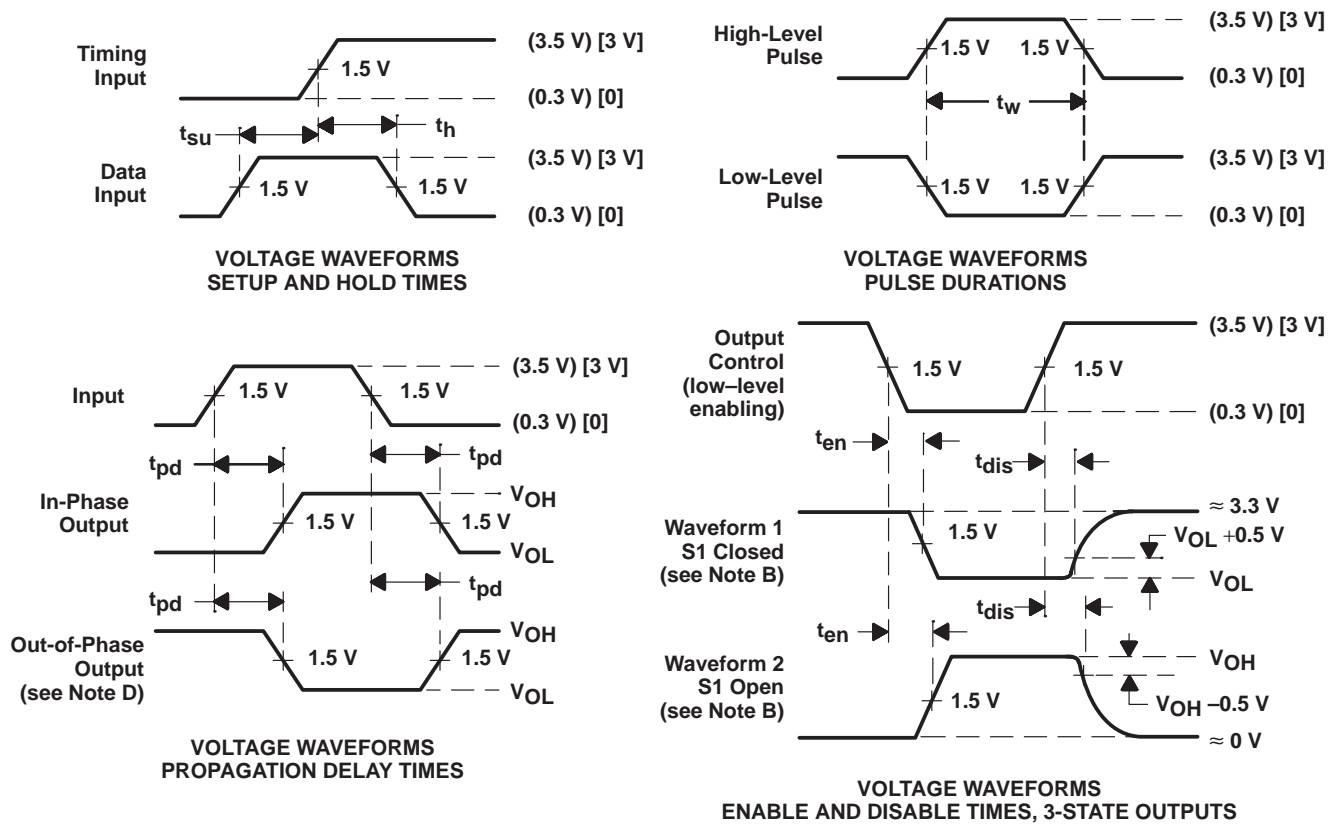 Timing
Input
1.5 V
(3.5 V) [3 V]
(0.3 V) [0]
tsu
th
Data
Input
1.5 V
1.5 V
(3.5 V) [3 V]
(0.3 V) [0]
VOLTAGE WAVEFORMS
SETUP AND HOLD TIMES
High-Level
Pulse
1.5 V
1.5 V
(3.5 V) [3 V]
(0.3 V) [0]
tw
Low-Level
Pulse
1.5 V
1.5 V
(3.5 V) [3 V]
(0.3 V) [0]
VOLTAGE WAVEFORMS
PULSE DURATIONS
Input
1.5 V
1.5 V
(3.5 V) [3 V]
(0.3 V) [0]
tpd
tpd
In-Phase
Output
1.5 V
1.5 V
VOH
VOL
tpd
tpd
Out-of-Phase
Output
(see Note D)
1.5 V
1.5 V
VOH
VOL
VOLTAGE WAVEFORMS
PROPAGATION DELAY TIMES
Output
Control
(low–level
enabling)
1.5 V
1.5 V
(3.5 V) [3 V]
(0.3 V) [0]
ten
tdis
Waveform 1
S1 Closed
(see Note B)
1.5 V
≈ 3.3 V
VOL +0.5 V
VOL
tdis
ten
Waveform 2
S1 Open
(see Note B)
1.5 V
VOH
VOH –0.5 V
≈ 0 V
VOLTAGE WAVEFORMS
ENABLE AND DISABLE TIMES, 3-STATE OUTPUTS